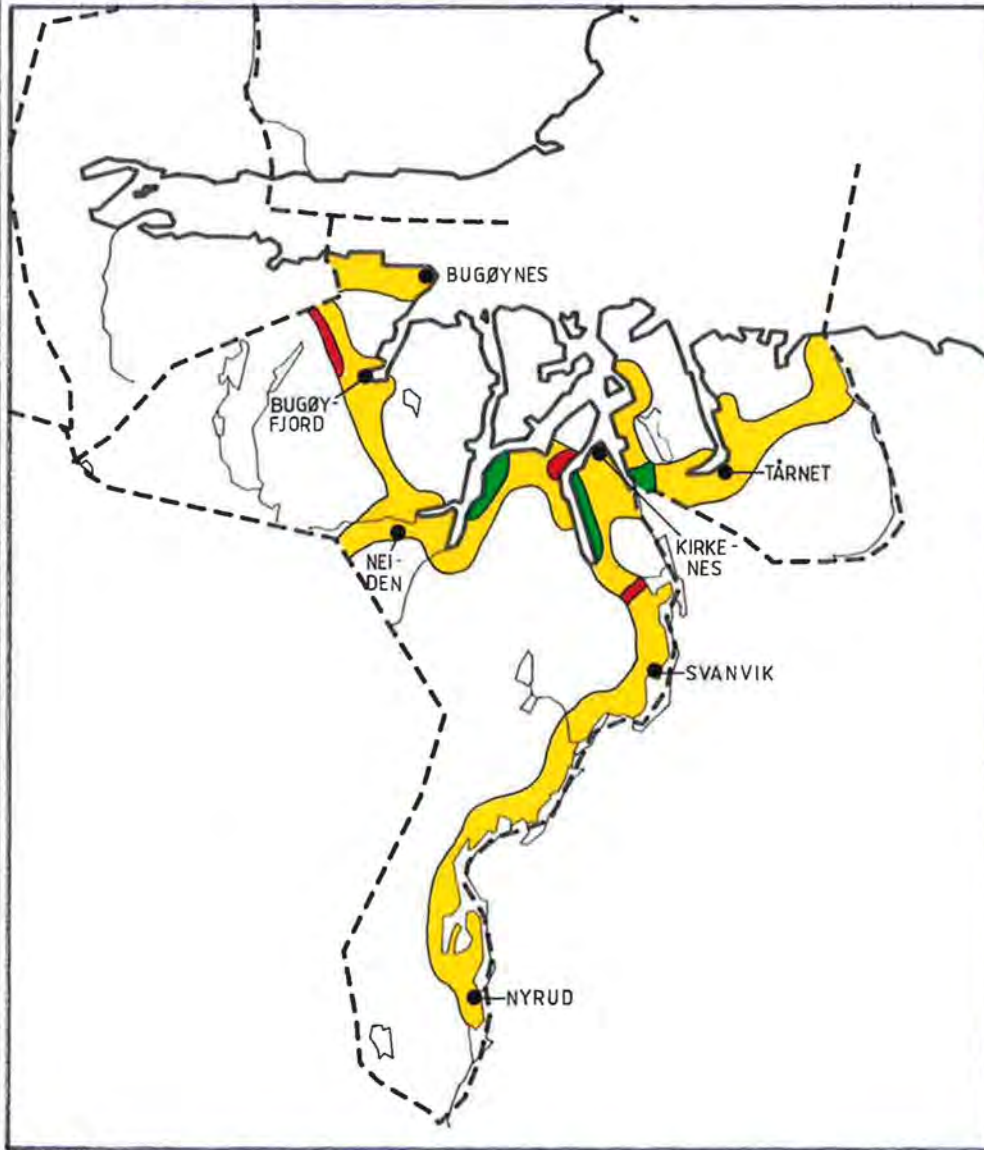 BUGØYNES
BUGØY-
FJORD
TÅRNET
KIRKE-
NES
NEI-
DEN
SVANVIK
NYRUD